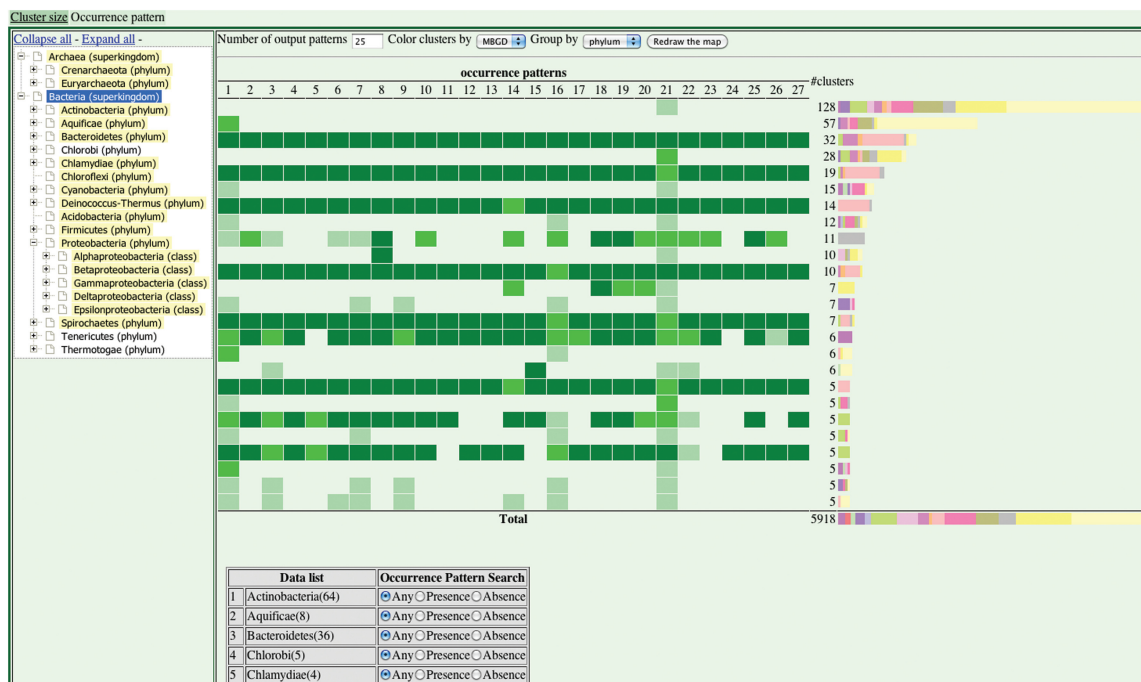 Cluster size Occurrence pattern
Collapse all - Expand all -
Archaea (superkingdom)
Crenarchaeota (phylum)
Euryarchaeota (phylum)
Bacteria (superkingdom)
Actinobacteria (phylum)
Aquificae (phylum)
Bacteroidetes (phylum)
Chlorobi (phylum)
Chlamydiae (phylum)
Chloroflexi (phylum)
Cyanobacteria (phylum)
Deinococcus-Thermus (phylum)
Acidobacteria (phylum)
Firmicutes (phylum)
Proteobacteria (phylum)
Alphaproteobacteria (class)
Betaproteobacteria (class)
Gammaproteobacteria (class)
Deltaproteobacteria (class)
Epsilonproteobacteria (class)
Spirochaetes (phylum)
Tenericutes (phylum)
Thermotogae (phylum)
Number of output patterns 25 Color clusters by MBGD Group by phylum Redraw the map
occurrence patterns
#clusters
1 2 3 4 5 6 7 8 9 10 11 12 13 14 15 16 17 18 19 20 21 22 23 24 25 26 27
128
57
32
28
19
15
14
12
11
10
10
7
7
7
6
6
6
5
5
5
5
5
5
5
5
Total 5918
Data list Occurrence Pattern Search
1 Actinobacteria(64) Any Presence Absence
2 Aquificae(8) Any Presence Absence
3 Bacteroidetes(36) Any Presence Absence
4 Chlorobi(5) Any Presence Absence
5 Chlamydiae(4) Any Presence Absence